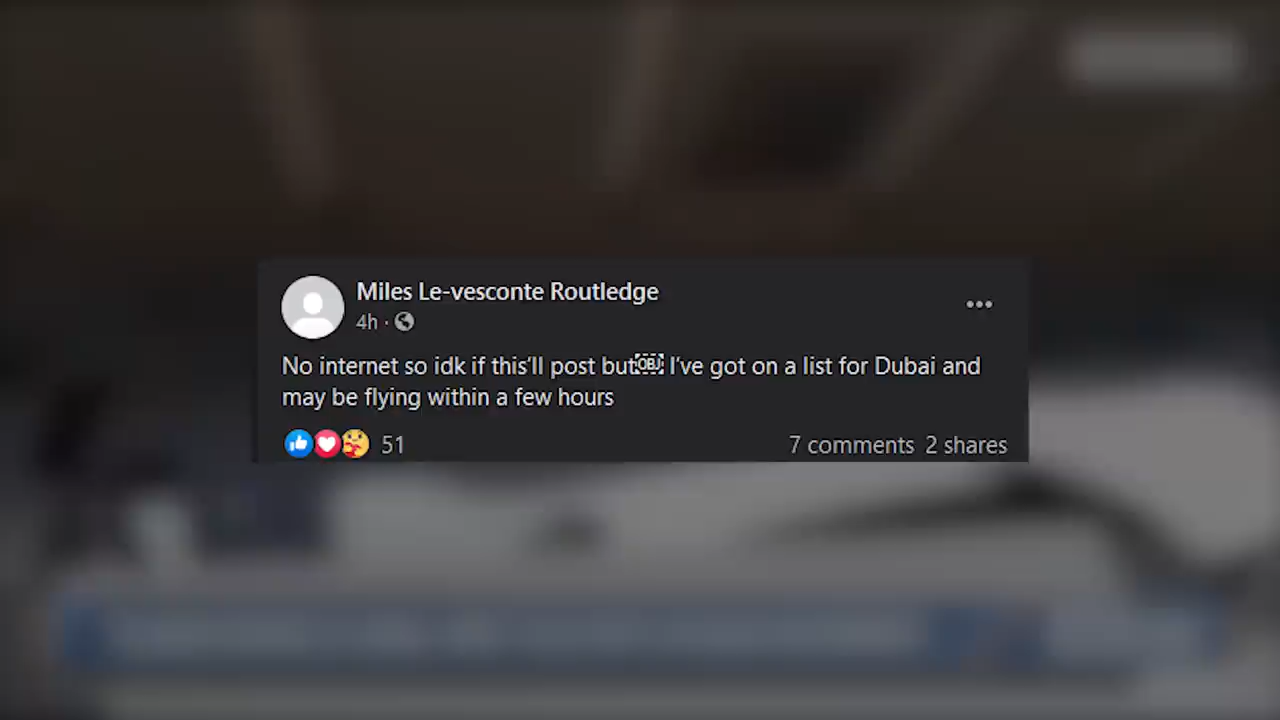 Miles Le-vesconte Routledge
4h ·
No internet so idk if this'll post but￼ I've got on a list for Dubai and
may be flying within a few hours
51
7 comments 2 shares